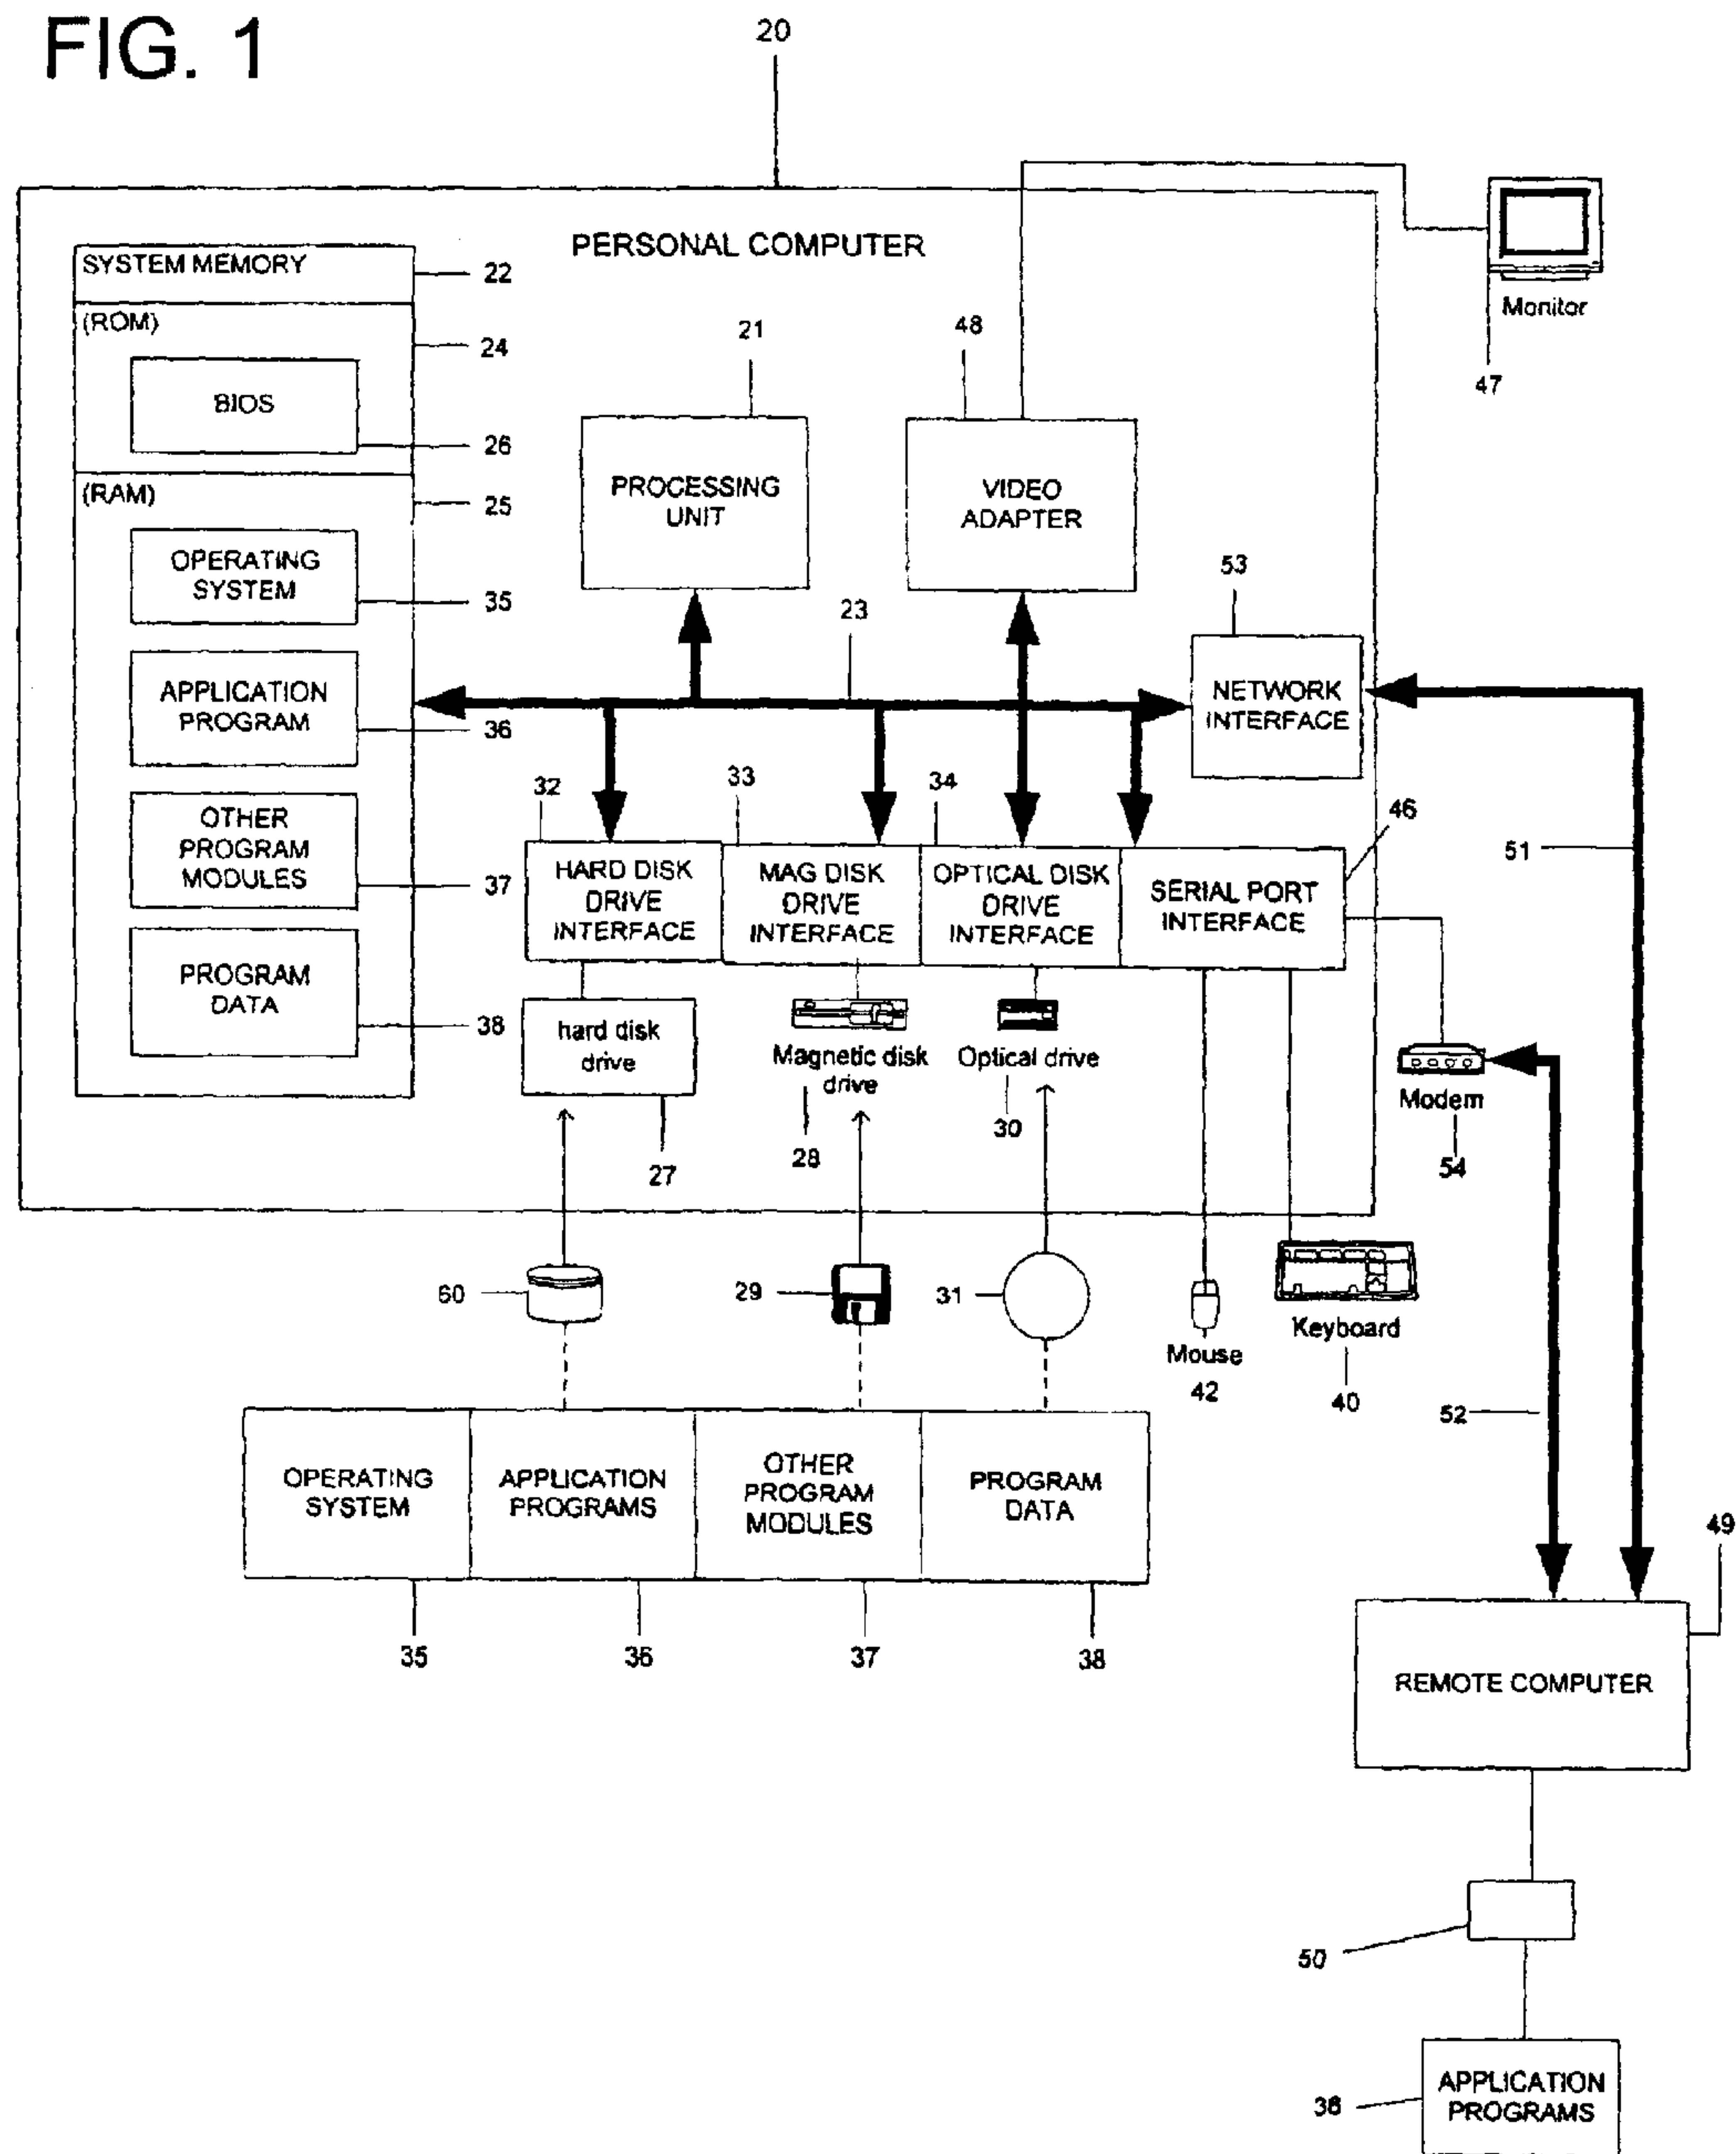 FIG. 1
20
PERSONAL COMPUTER
SYSTEM MEMORY
22
(ROM)
24
BIOS
26
(RAM)
25
OPERATING
SYSTEM
35
APPLICATION
PROGRAM
36
OTHER
PROGRAM
MODULES
37
PROGRAM
DATA
38
21
PROCESSING
UNIT
48
VIDEO
ADAPTER
Monitor
47
23
53
NETWORK
INTERFACE
32
HARD DISK
DRIVE
INTERFACE
33
MAG DISK
DRIVE
INTERFACE
34
OPTICAL DISK
DRIVE
INTERFACE
46
SERIAL PORT
INTERFACE
51
hard disk
drive
27
Magnetic disk
drive
28
Optical drive
30
Modem
54
60
29
31
Mouse
42
Keyboard
40
52
OPERATING
SYSTEM
35
APPLICATION
PROGRAMS
36
OTHER
PROGRAM
MODULES
37
PROGRAM
DATA
38
49
REMOTE COMPUTER
50
36
APPLICATION
PROGRAMS